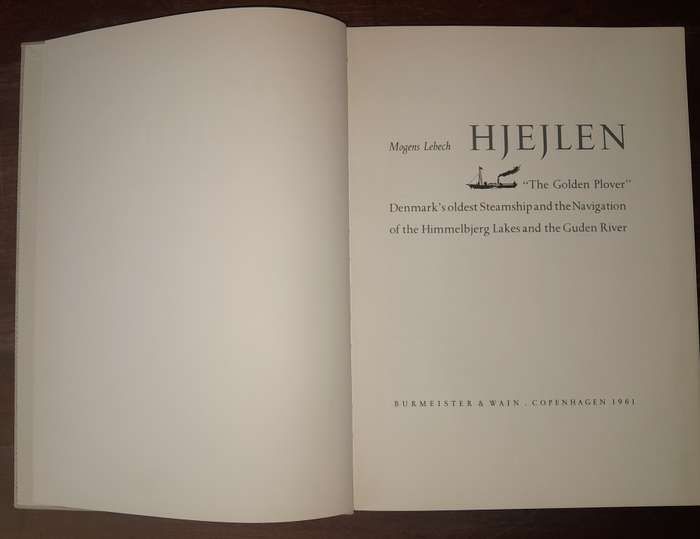 Mogens Lebech HJEJLEN
"The Golden Plover"
Denmark's oldest Steamship and the Navigation
of the Himmelbjerg Lakes and the Guden River
BURMEISTER & WAIN . COPENHAGEN 1961